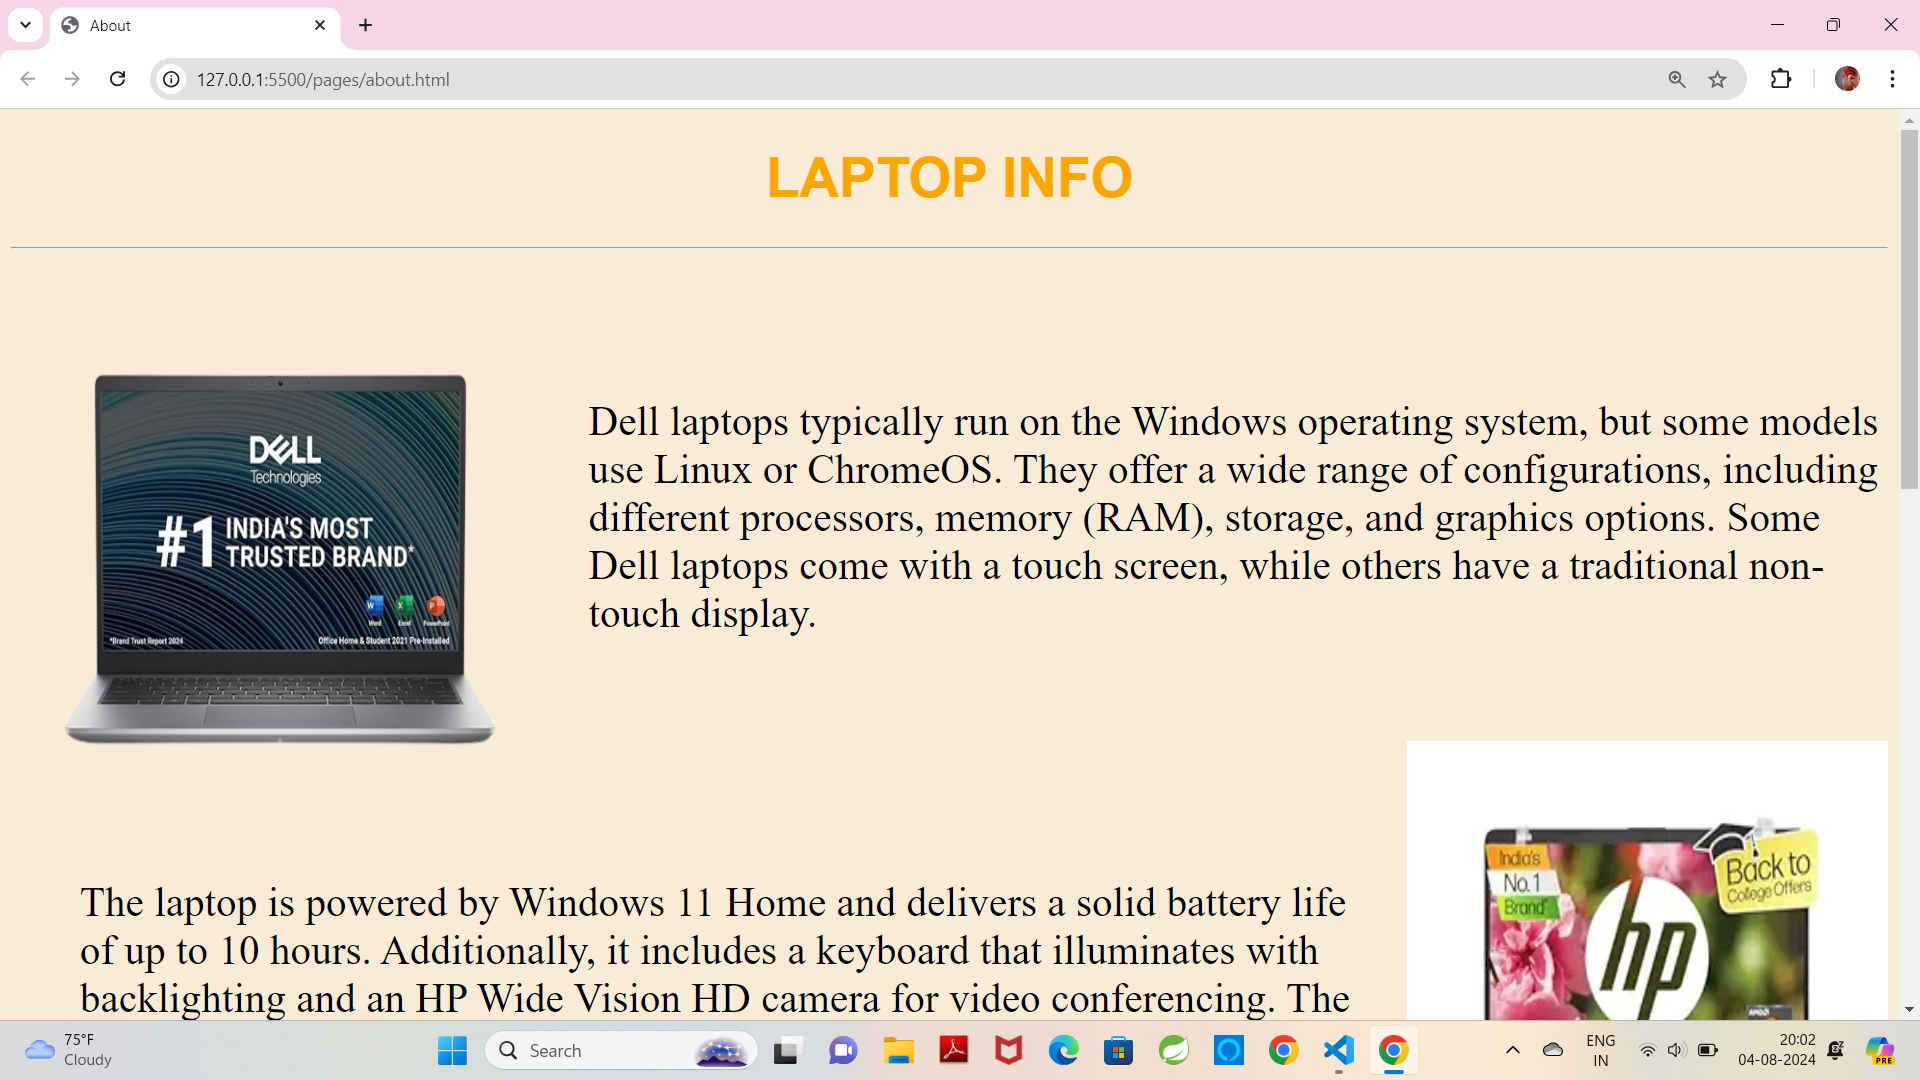 About
127.0.0.1:5500/pages/about.html
LAPTOP INFO
DELL
Technologies
#1 INDIA'S MOST
TRUSTED BRAND*
Word Excel PowerPoint
*Brand Trust Report 2024
Office Home & Student 2021 Pre-Installed
Dell laptops typically run on the Windows operating system, but some models
use Linux or ChromeOS. They offer a wide range of configurations, including
different processors, memory (RAM), storage, and graphics options. Some
Dell laptops come with a touch screen, while others have a traditional non-
touch display.
The laptop is powered by Windows 11 Home and delivers a solid battery life
of up to 10 hours. Additionally, it includes a keyboard that illuminates with
backlighting and an HP Wide Vision HD camera for video conferencing. The
India's
No.1
Brand*
Back to
College Offers
hp
AMD
75°F
Cloudy
Search
ENG
IN
20:02
04-08-2024
PRE